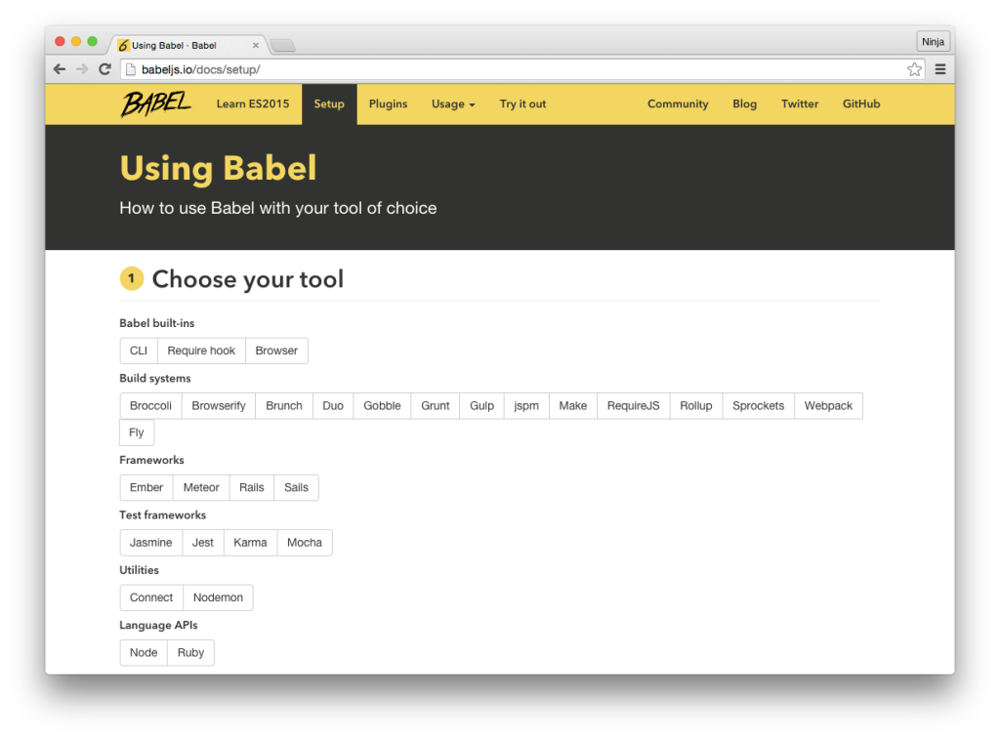 6 Using Babel · Babel
Ninja
babeljs.io/docs/setup/
BABEL Learn ES2015 Setup Plugins Usage Try it out Community Blog Twitter GitHub
Using Babel
How to use Babel with your tool of choice
1 Choose your tool
Babel built-ins
CLI Require hook Browser
Build systems
Broccoli Browserify Brunch Duo Gobble Grunt Gulp jspm Make RequireJS Rollup Sprockets Webpack
Fly
Frameworks
Ember Meteor Rails Sails
Test frameworks
Jasmine Jest Karma Mocha
Utilities
Connect Nodemon
Language APIs
Node Ruby